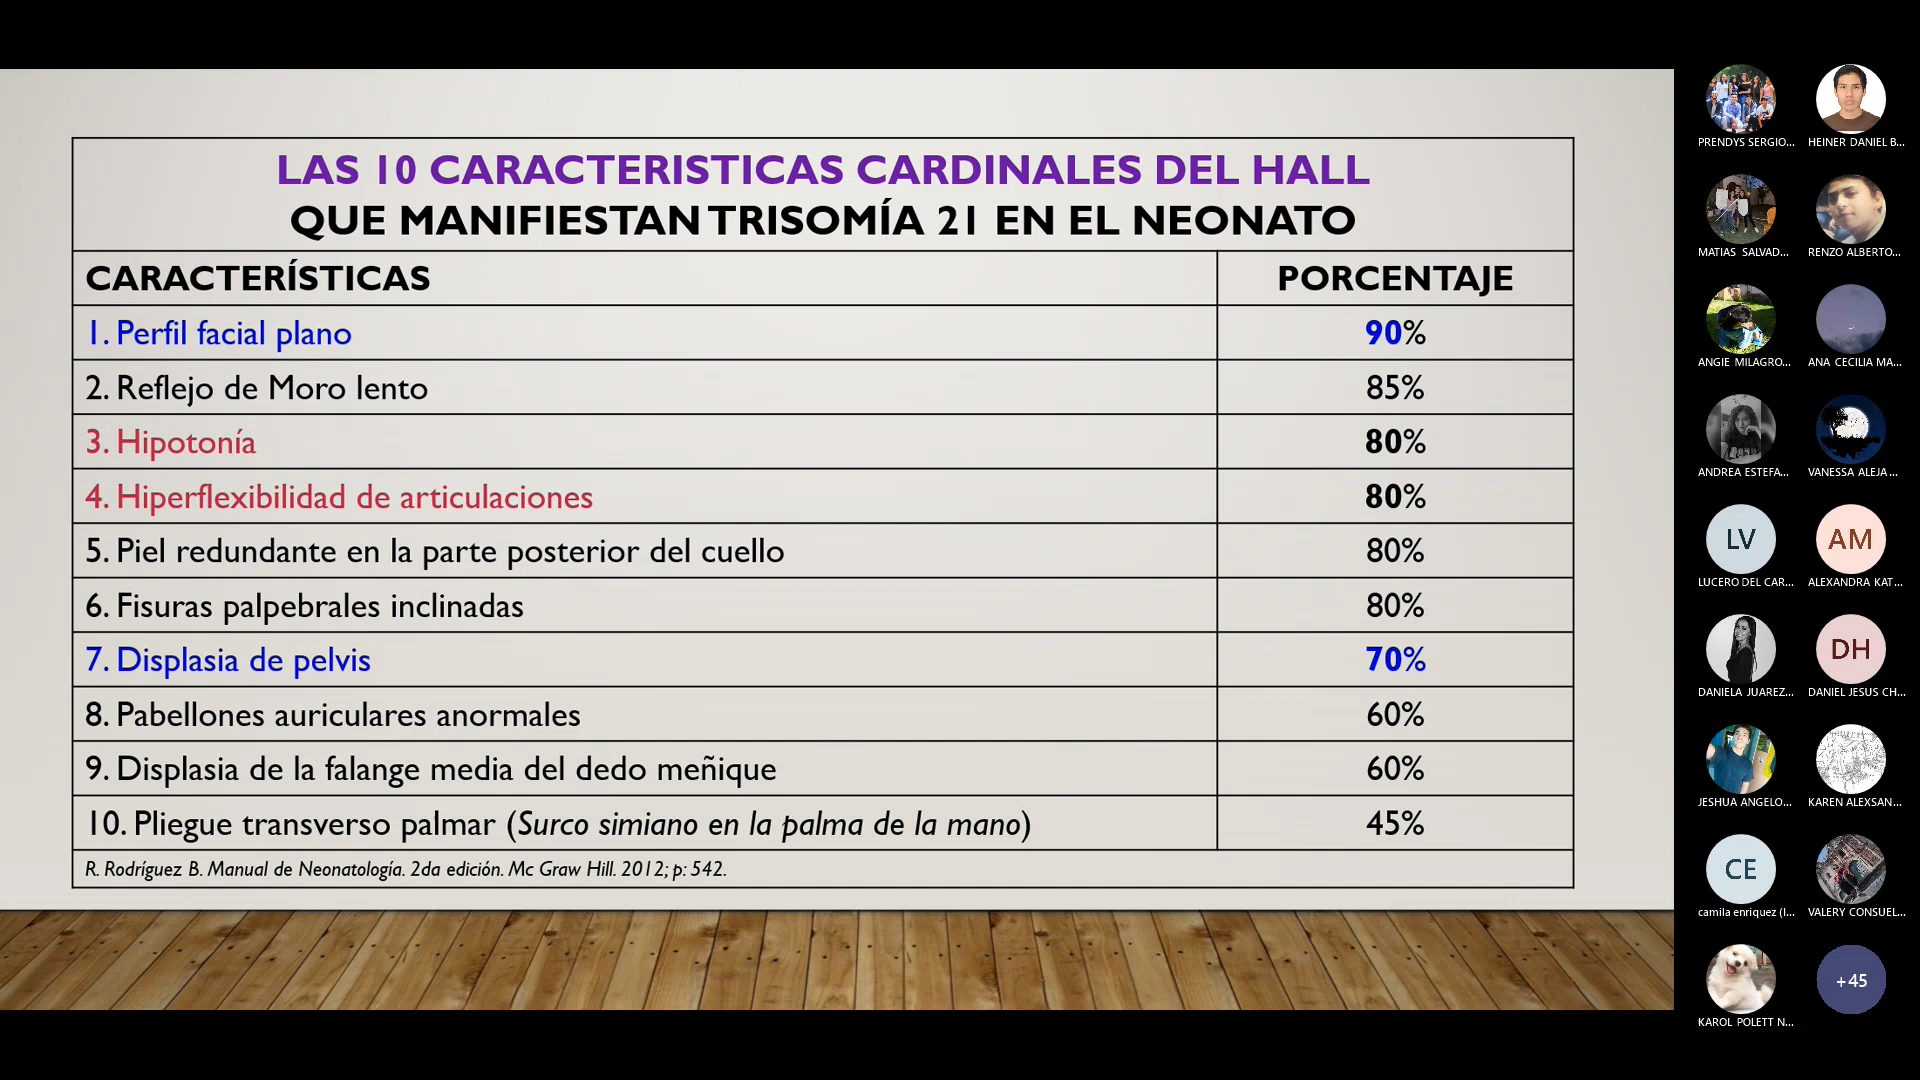 LAS 10 CARACTERISTICAS CARDINALES DEL HALL
QUE MANIFIESTAN TRISOMÍA 21 EN EL NEONATO
CARACTERÍSTICAS PORCENTAJE
1. Perfil facial plano 90%
2. Reflejo de Moro lento 85%
3. Hipotonía 80%
4. Hiperflexibilidad de articulaciones 80%
5. Piel redundante en la parte posterior del cuello 80%
6. Fisuras palpebrales inclinadas 80%
7. Displasia de pelvis 70%
8. Pabellones auriculares anormales 60%
9. Displasia de la falange media del dedo meñique 60%
10. Pliegue transverso palmar (Surco simiano en la palma de la mano) 45%
R. Rodríguez B. Manual de Neonatología. 2da edición. Mc Graw Hill. 2012; p: 542.
PRENDYS SERGIO... HEINER DANIEL B...
MATIAS SALVAD... RENZO ALBERTO...
ANGIE MILAGRO... ANA CECILIA MA...
ANDREA ESTEFA... VANESSA ALEJA...
LV AM
LUCERO DEL CAR... ALEXANDRA KAT...
DH
DANIELA JUAREZ... DANIEL JESUS CH...
JESHUA ANGELO... KAREN ALEXSAN...
CE
camila enriquez (I... VALERY CONSUEL...
+45
KAROL POLETT N...